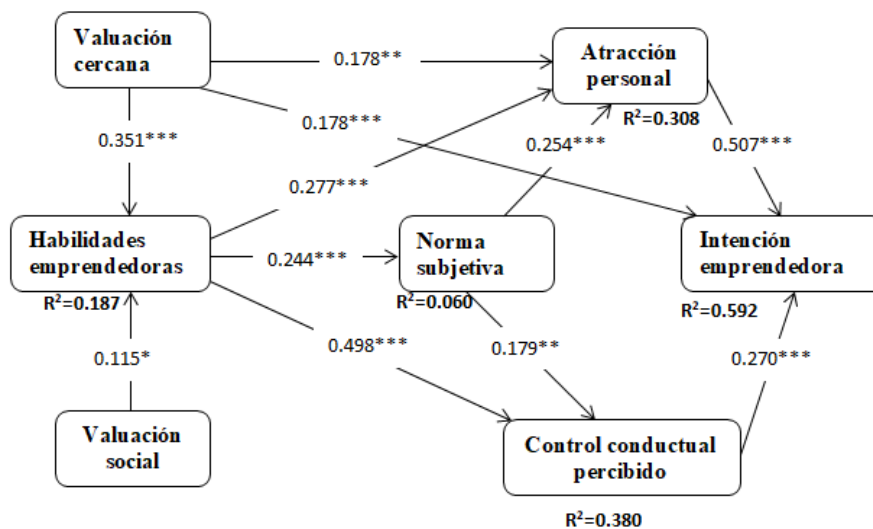 Valuación
cercana
Atracción
personal
0.178**
R²=0.308
0.178***
0.351***
0.254***
0.507***
0.277***
Habilidades
emprendedoras
Norma
subjetiva
Intención
emprendedora
0.244***
R²=0.187
R²=0.060
R²=0.592
0.498***
0.179**
0.115*
0.270***
Valuación
social
Control conductual
percibido
R²=0.380